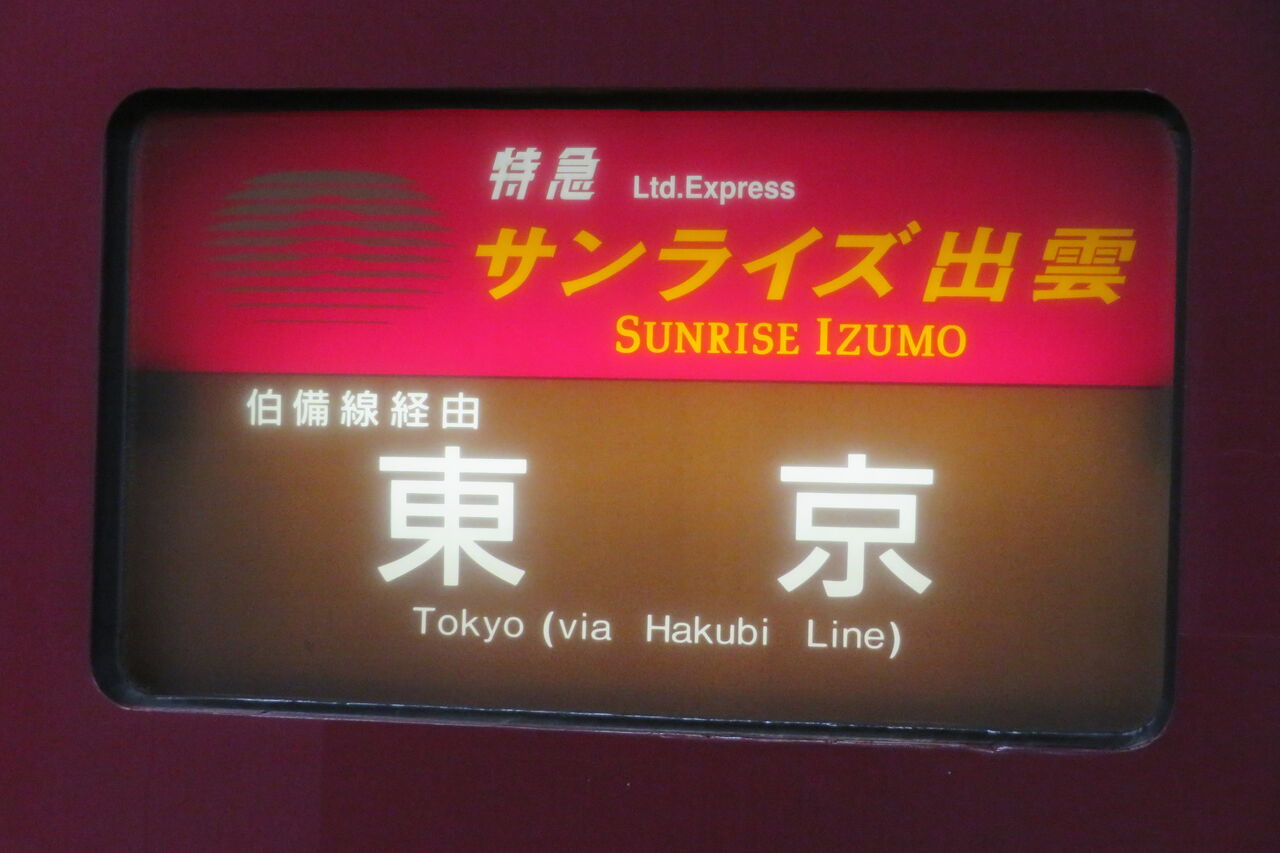 特急 Ltd.Express
サンライズ出雲
SUNRISE IZUMO
伯備線経由
東京
Tokyo (via Hakubi Line)